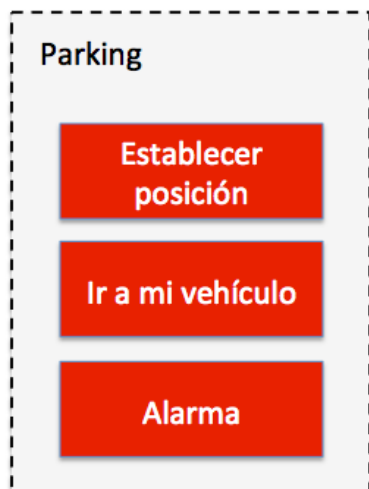 Parking
Establecer
posición
Ir a mi vehículo
Alarma